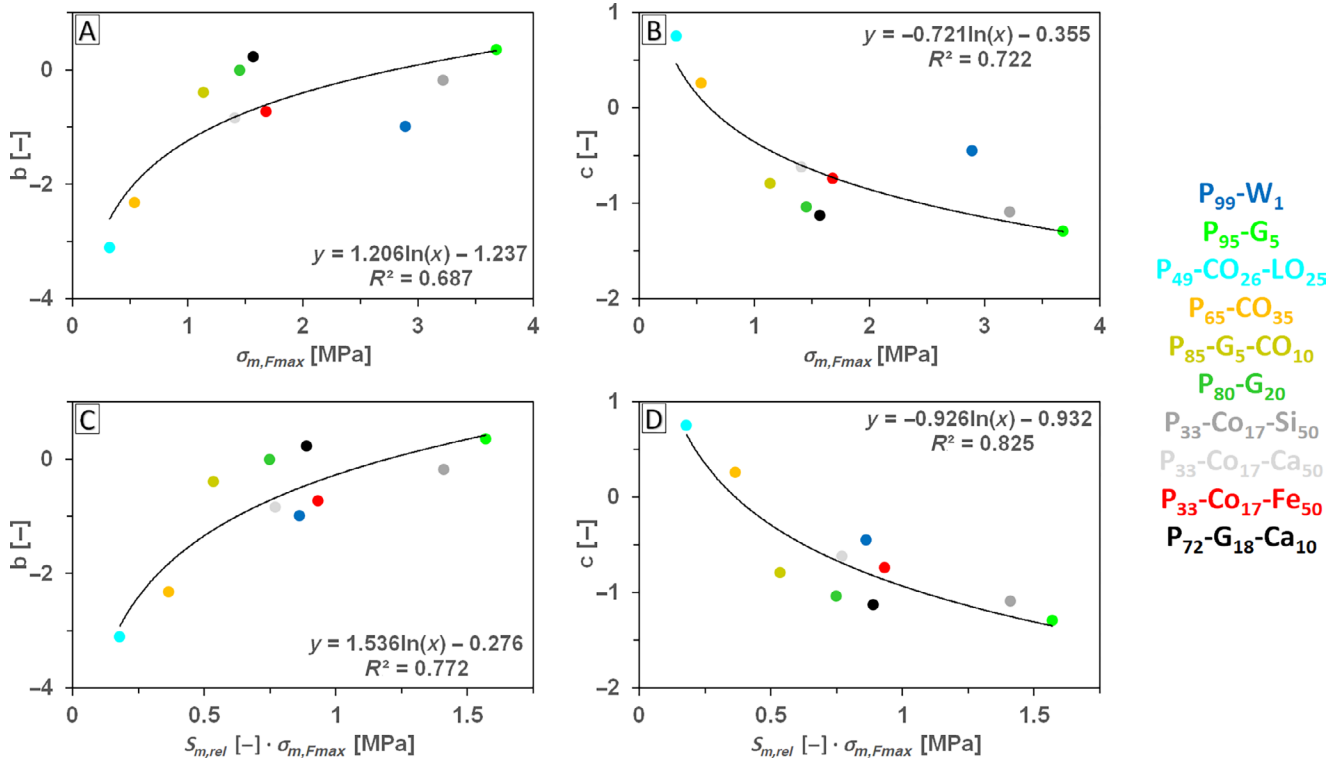 A
b [–]
0
−2
−4
y = 1.206ln(x) − 1.237
R² = 0.687
0 1 2 3 4
σm,Fmax [MPa]
B
c [–]
1
0
−1
−2
y = −0.721ln(x) − 0.355
R² = 0.722
0 1 2 3 4
σm,Fmax [MPa]
C
b [–]
1
0
−2
−4
y = 1.536ln(x) − 0.276
R² = 0.772
0 0.5 1 1.5
Sm,rel [–] · σm,Fmax [MPa]
D
c [–]
1
0
−1
−2
y = −0.926ln(x) − 0.932
R² = 0.825
0 0.5 1 1.5
Sm,rel [–] · σm,Fmax [MPa]
P₉₉-W₁
P₉₅-G₅
P₄₉-CO₂₆-LO₂₅
P₆₅-CO₃₅
P₈₅-G₅-CO₁₀
P₈₀-G₂₀
P₃₃-Co₁₇-Si₅₀
P₃₃-Co₁₇-Ca₅₀
P₃₃-Co₁₇-Fe₅₀
P₇₂-G₁₈-Ca₁₀